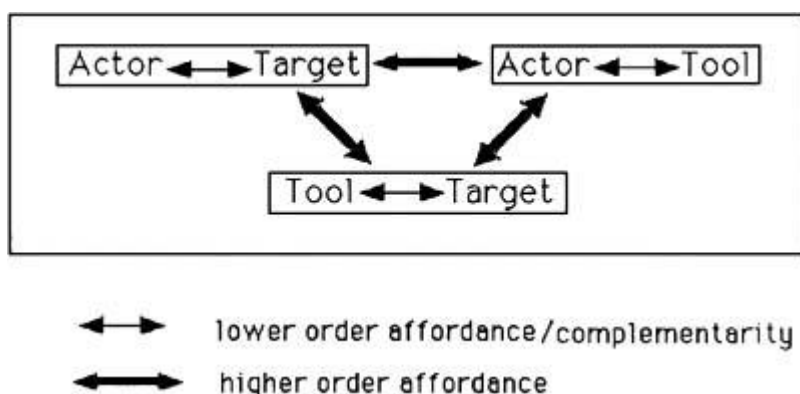 Actor Target Actor Tool
Tool Target
lower order affordance/complementarity
higher order affordance